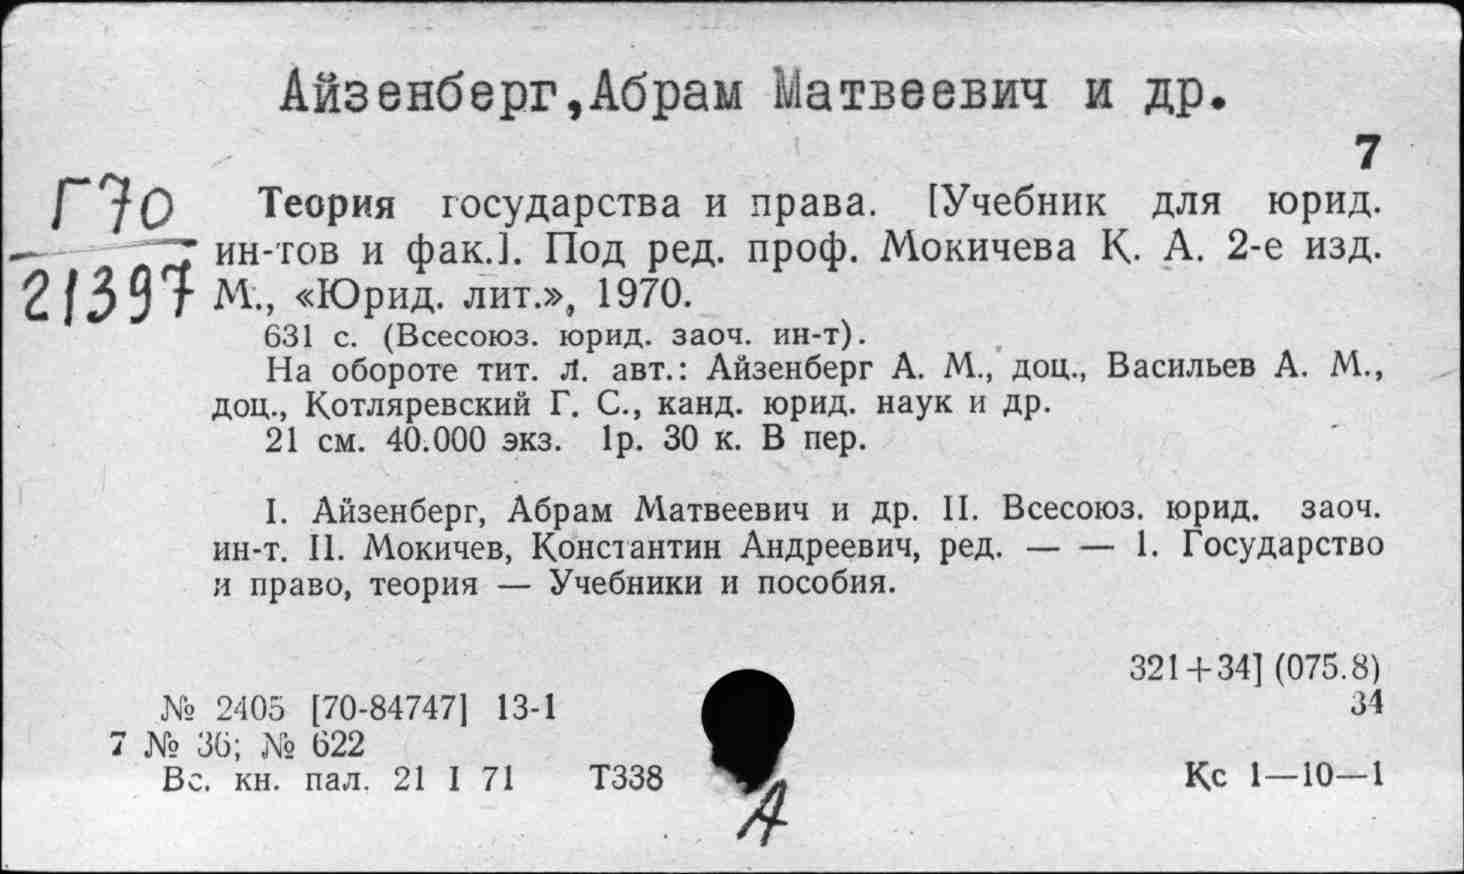 Айзенберг,Абрам Матвеевич и др.
7
Г70
21397
Теория государства и права. [Учебник для юрид.
ин-тов и фак.]. Под ред. проф. Мокичева К. А. 2-е изд.
М., «Юрид. лит.», 1970.
631 с. (Всесоюз. юрид. заоч. ин-т).
На обороте тит. л. авт.: Айзенберг А. М., доц., Васильев А. М.,
доц., Котляревский Г. С., канд. юрид. наук и др.
21 см. 40.000 экз. 1р. 30 к. В пер.
I. Айзенберг, Абрам Матвеевич и др. II. Всесоюз. юрид. заоч.
ин-т. II. Мокичев, Константин Андреевич, ред. — — 1. Государство
и право, теория — Учебники и пособия.
321+34] (075.8)
№ 2405 [70-84747] 13-1
34
7 № 36; № 622
Вс. кн. пал. 21 I 71 Т338
Кс 1—10—1
А